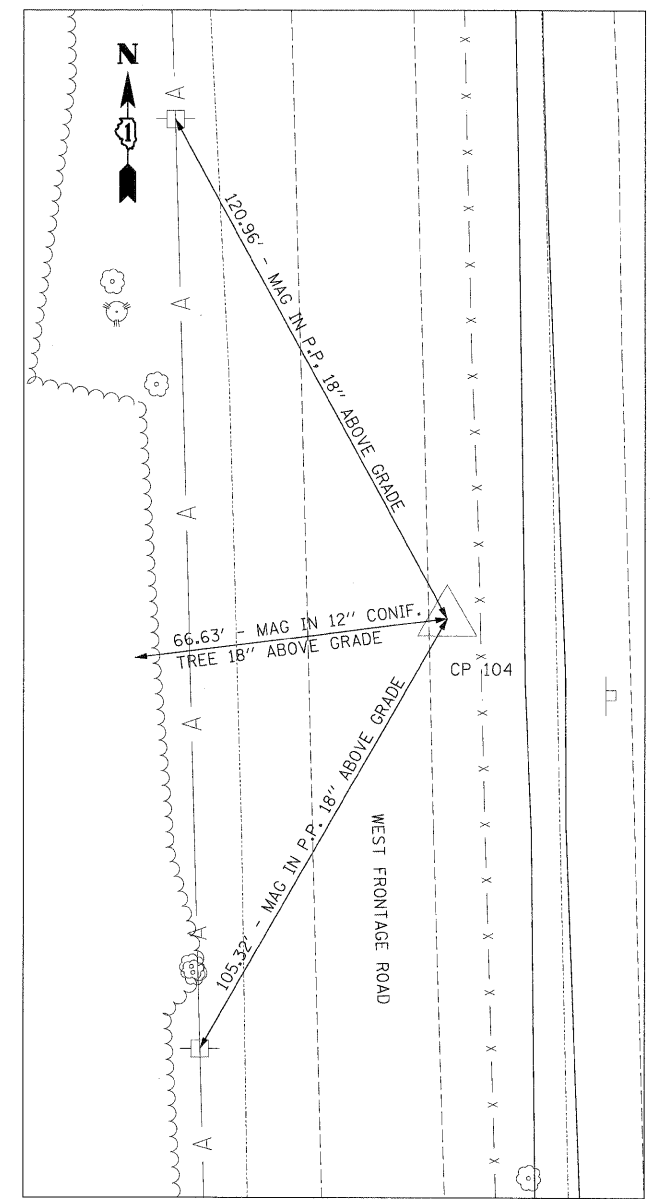 N
1
A
120.96' - MAG IN P.P. 18" ABOVE GRADE
A
A
66.63' - MAG IN 12" CONIF.
TREE 18" ABOVE GRADE
CP 104
A
105.32' - MAG IN P.P. 18" ABOVE GRADE
WEST FRONTAGE ROAD
A
A